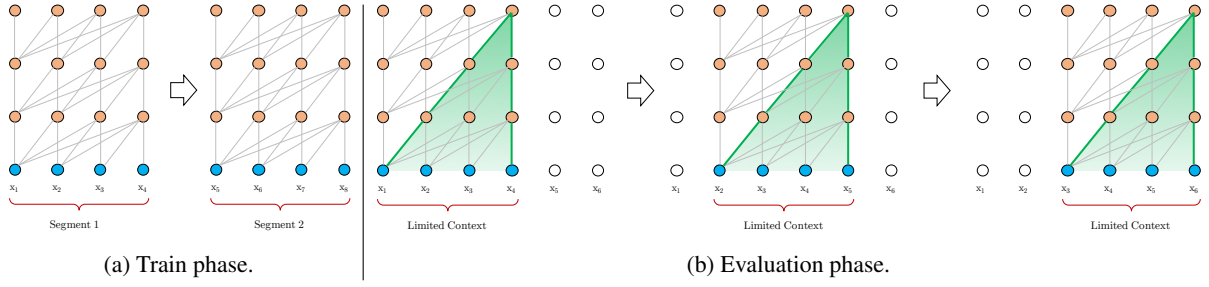 x1 x2 x3 x4
Segment 1
x5 x6 x7 x8
Segment 2
(a) Train phase.
x1 x2 x3 x4 x5 x6
Limited Context
x1 x2 x3 x4 x5 x6
Limited Context
x1 x2 x3 x4 x5 x6
Limited Context
(b) Evaluation phase.